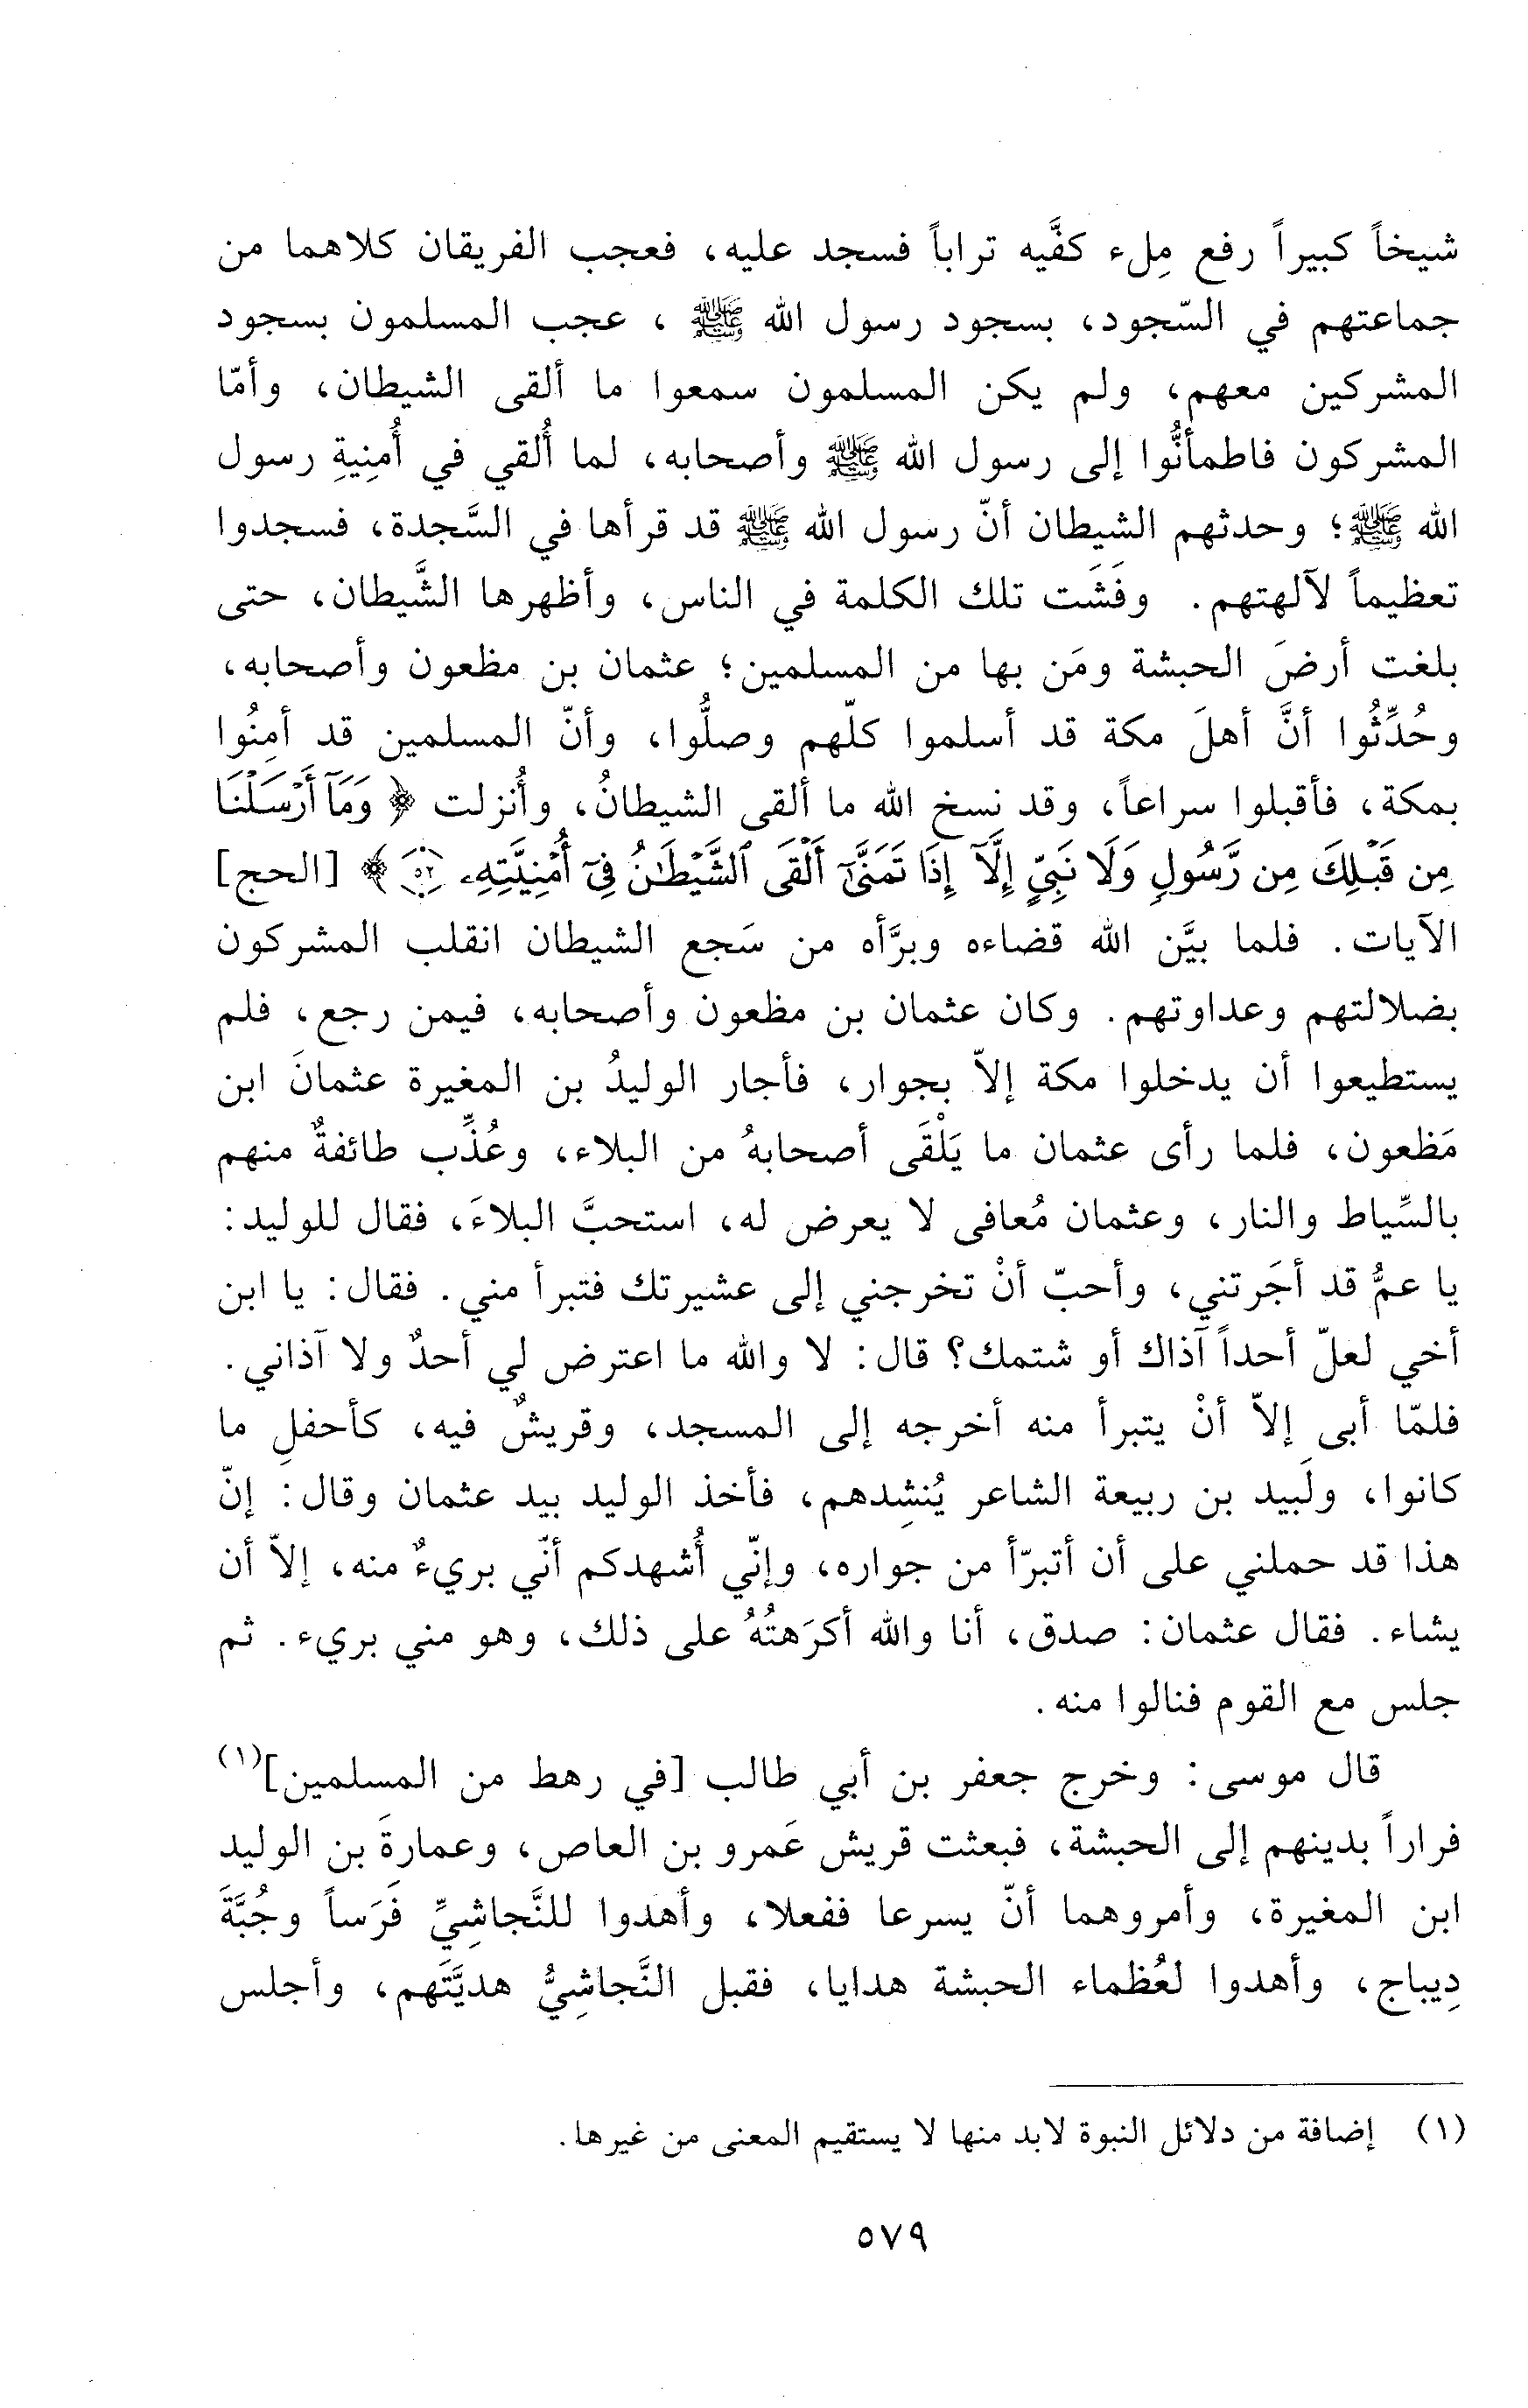 شيخاً كبيراً رفع مِلء كفَّيه تراباً فسجد عليه، فعجب الفريقان كلاهما من
جماعتهم في السّجود، بسجود رسول الله ﷺ ، عجب المسلمون بسجود
المشركين معهم، ولم يكن المسلمون سمعوا ما ألقى الشيطان، وأمّا
المشركون فاطمأنُّوا إلى رسول الله ﷺ وأصحابه، لما أُلقي في أُمنِيةِ رسول
الله ﷺ؛ وحدثهم الشيطان أنّ رسول الله ﷺ قد قرأها في السَّجدة، فسجدوا
تعظيماً لآلهتهم. وفَشَت تلك الكلمة في الناس، وأظهرها الشَّيطان، حتى
بلغت أرضَ الحبشة ومَن بها من المسلمين؛ عثمان بن مظعون وأصحابه،
وحُدِّثُوا أنَّ أهلَ مكة قد أسلموا كلّهم وصلُّوا، وأنّ المسلمين قد أمِنُوا
بمكة، فأقبلوا سراعاً، وقد نسخ الله ما ألقى الشيطانُ، وأُنزلت ﴿ وَمَآ أَرْسَلْنَا
مِن قَبْلِكَ مِن رَّسُولٍ وَلَا نَبِيٍّ إِلَّآ إِذَا تَمَنَّىٰٓ أَلْقَى ٱلشَّيْطَٰنُ فِىٓ أُمْنِيَّتِهِۦ ٥٢ ﴾ [الحج]
الآيات. فلما بيَّن الله قضاءه وبرَّأه من سَجع الشيطان انقلب المشركون
بضلالتهم وعداوتهم. وكان عثمان بن مظعون وأصحابه، فيمن رجع، فلم
يستطيعوا أن يدخلوا مكة إلاّ بجوار، فأجار الوليدُ بن المغيرة عثمانَ ابن
مَظعون، فلما رأى عثمان ما يَلْقَى أصحابهُ من البلاء، وعُذِّب طائفةٌ منهم
بالسِّياط والنار، وعثمان مُعافى لا يعرض له، استحبَّ البلاءَ، فقال للوليد:
يا عمُّ قد أجَرتني، وأحبّ أنْ تخرجني إلى عشيرتك فتبرأ مني. فقال: يا ابن
أخي لعلّ أحداً آذاك أو شتمك؟ قال: لا والله ما اعترض لي أحدٌ ولا آذاني.
فلمّا أبى إلاّ أنْ يتبرأ منه أخرجه إلى المسجد، وقريشٌ فيه، كأحفلِ ما
كانوا، ولَبيد بن ربيعة الشاعر يُنشِدهم، فأخذ الوليد بيد عثمان وقال: إنّ
هذا قد حملني على أن أتبرّأ من جواره، وإنّي أُشهدكم أنّي بريءٌ منه، إلاّ أن
يشاء. فقال عثمان: صدق، أنا والله أكرَهتُهُ على ذلك، وهو مني بريء. ثم
جلس مع القوم فنالوا منه.
قال موسى: وخرج جعفر بن أبي طالب [في رهط من المسلمين](١)
فراراً بدينهم إلى الحبشة، فبعثت قريش عَمرو بن العاص، وعمارةَ بن الوليد
ابن المغيرة، وأمروهما أنّ يسرعا ففعلا، وأهدوا للنَّجاشِيِّ فَرَساً وجُبَّةَ
دِيباج، وأهدوا لعُظماء الحبشة هدايا، فقبل النَّجاشِيُّ هديَّتَهم، وأجلس
(١) إضافة من دلائل النبوة لابد منها لا يستقيم المعنى من غيرها.
٥٧٩